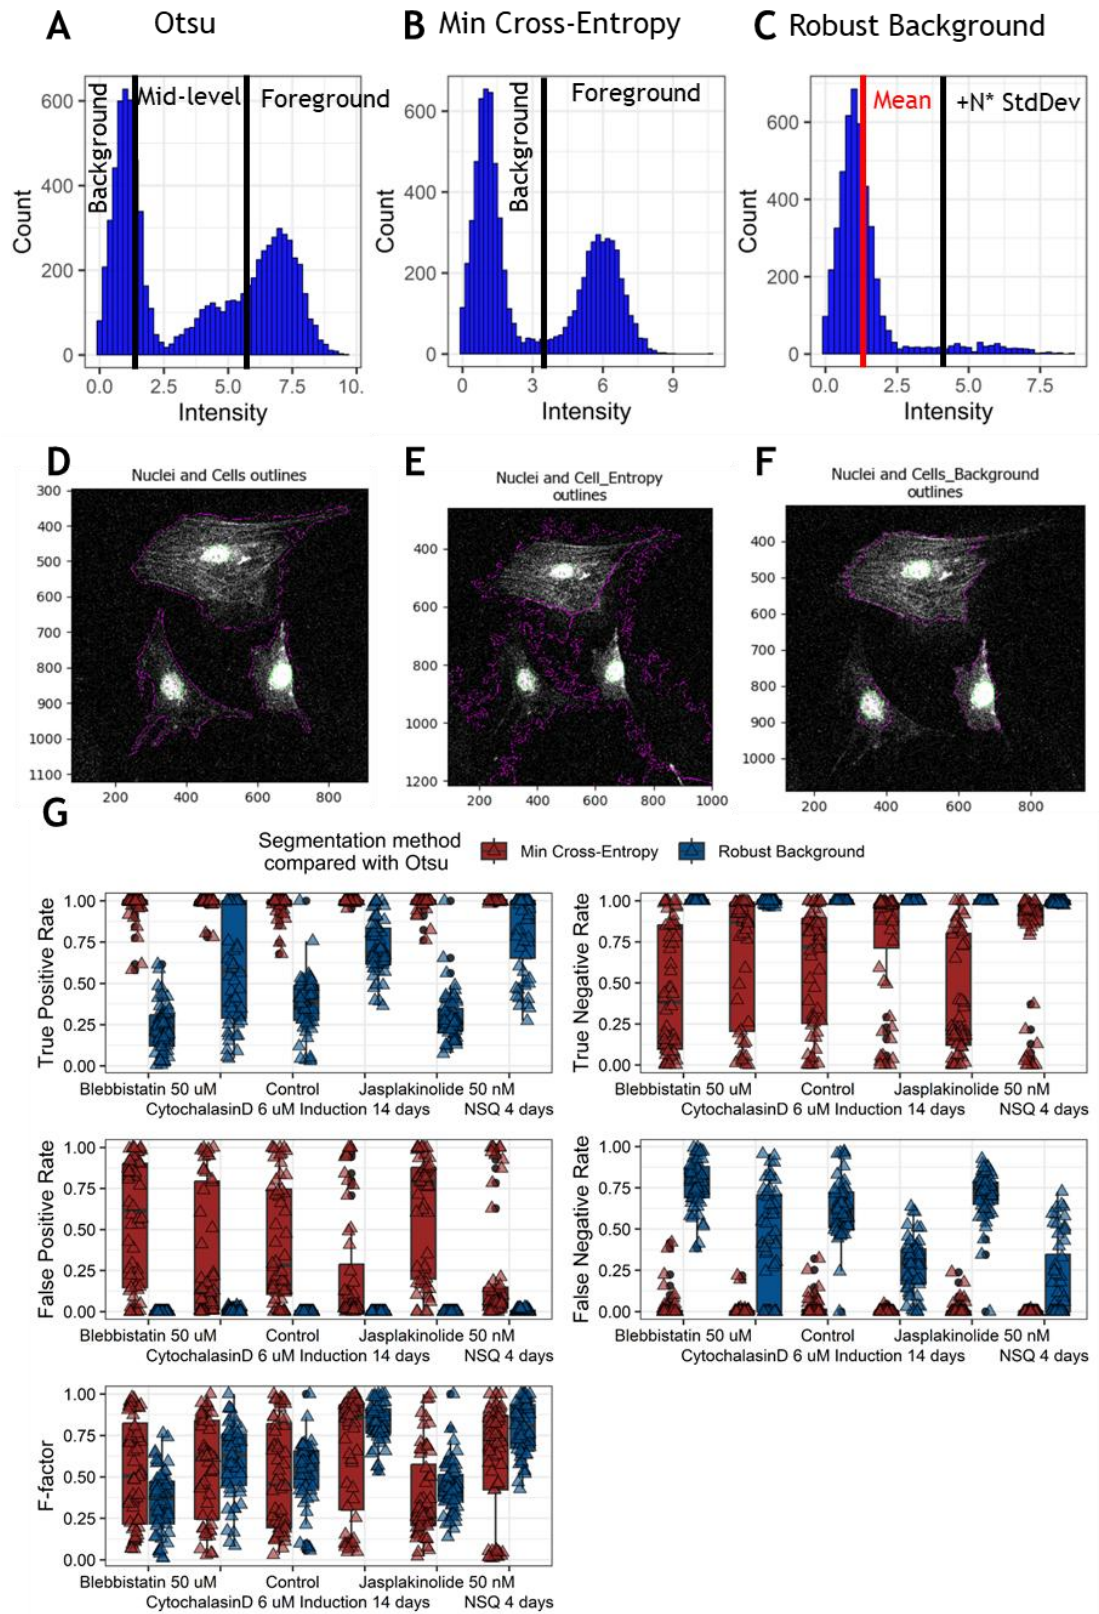 A Otsu
B Min Cross-Entropy
C Robust Background
Background
Mid-level
Foreground
Count
600
400
200
0
0.0 2.5 5.0 7.5 10.
Intensity
Background
Foreground
Count
600
400
200
0
0 3 6 9
Intensity
Mean
+N* StdDev
Count
600
400
200
0
0.0 2.5 5.0 7.5
Intensity
D
Nuclei and Cells outlines
300
400
500
600
700
800
900
1000
1100
200 400 600 800
E
Nuclei and Cell_Entropy
outlines
400
600
800
1000
1200
200 400 600 800 1000
F
Nuclei and Cells_Background
outlines
400
500
600
700
800
900
1000
200 400 600 800
G
Segmentation method
compared with Otsu
Min Cross-Entropy
Robust Background
True Positive Rate
1.00
0.75
0.50
0.25
0.00
Blebbistatin 50 uM Control Jasplakinolide 50 nM
CytochalasinD 6 uM Induction 14 days NSQ 4 days
True Negative Rate
1.00
0.75
0.50
0.25
0.00
Blebbistatin 50 uM Control Jasplakinolide 50 nM
CytochalasinD 6 uM Induction 14 days NSQ 4 days
False Positive Rate
1.00
0.75
0.50
0.25
0.00
Blebbistatin 50 uM Control Jasplakinolide 50 nM
CytochalasinD 6 uM Induction 14 days NSQ 4 days
False Negative Rate
1.00
0.75
0.50
0.25
0.00
Blebbistatin 50 uM Control Jasplakinolide 50 nM
CytochalasinD 6 uM Induction 14 days NSQ 4 days
F-factor
1.00
0.75
0.50
0.25
0.00
Blebbistatin 50 uM Control Jasplakinolide 50 nM
CytochalasinD 6 uM Induction 14 days NSQ 4 days